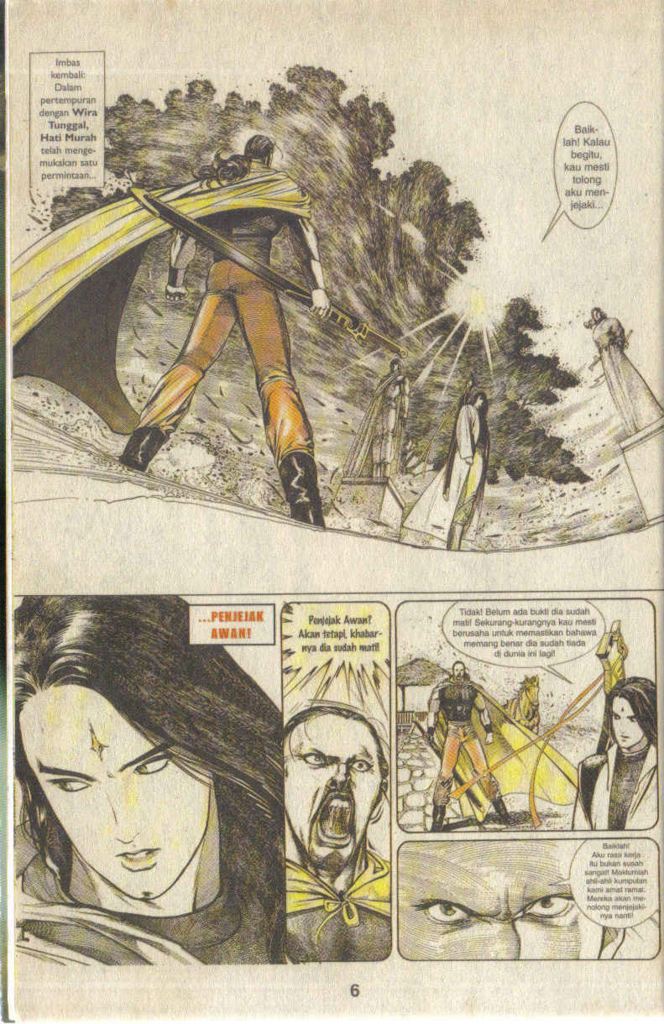 Imbas
kembali:
Dalam
pertempuran
dengan Wira
Tunggal,
Hati Murah
telah menge-
mukakan satu
permintaan...
Baik-
lah! Kalau
begitu,
kau mesti
tolong
aku men-
jejaki...
...PENJEJAK
AWAN!
Penjejak Awan?
Akan tetapi, khabar-
nya dia sudah mati!
Tidak! Belum ada bukti dia sudah
mati! Sekurang-kurangnya kau mesti
berusaha untuk memastikan bahawa
memang benar dia sudah tiada
di dunia ini lagi!
Baiklah!
Aku rasa kerja
itu bukan susah
sangat! Maklumlah
ahli-ahli kumpulan
kami amat ramai.
Mereka akan me-
nolong menjejaki-
nya nanti!
6